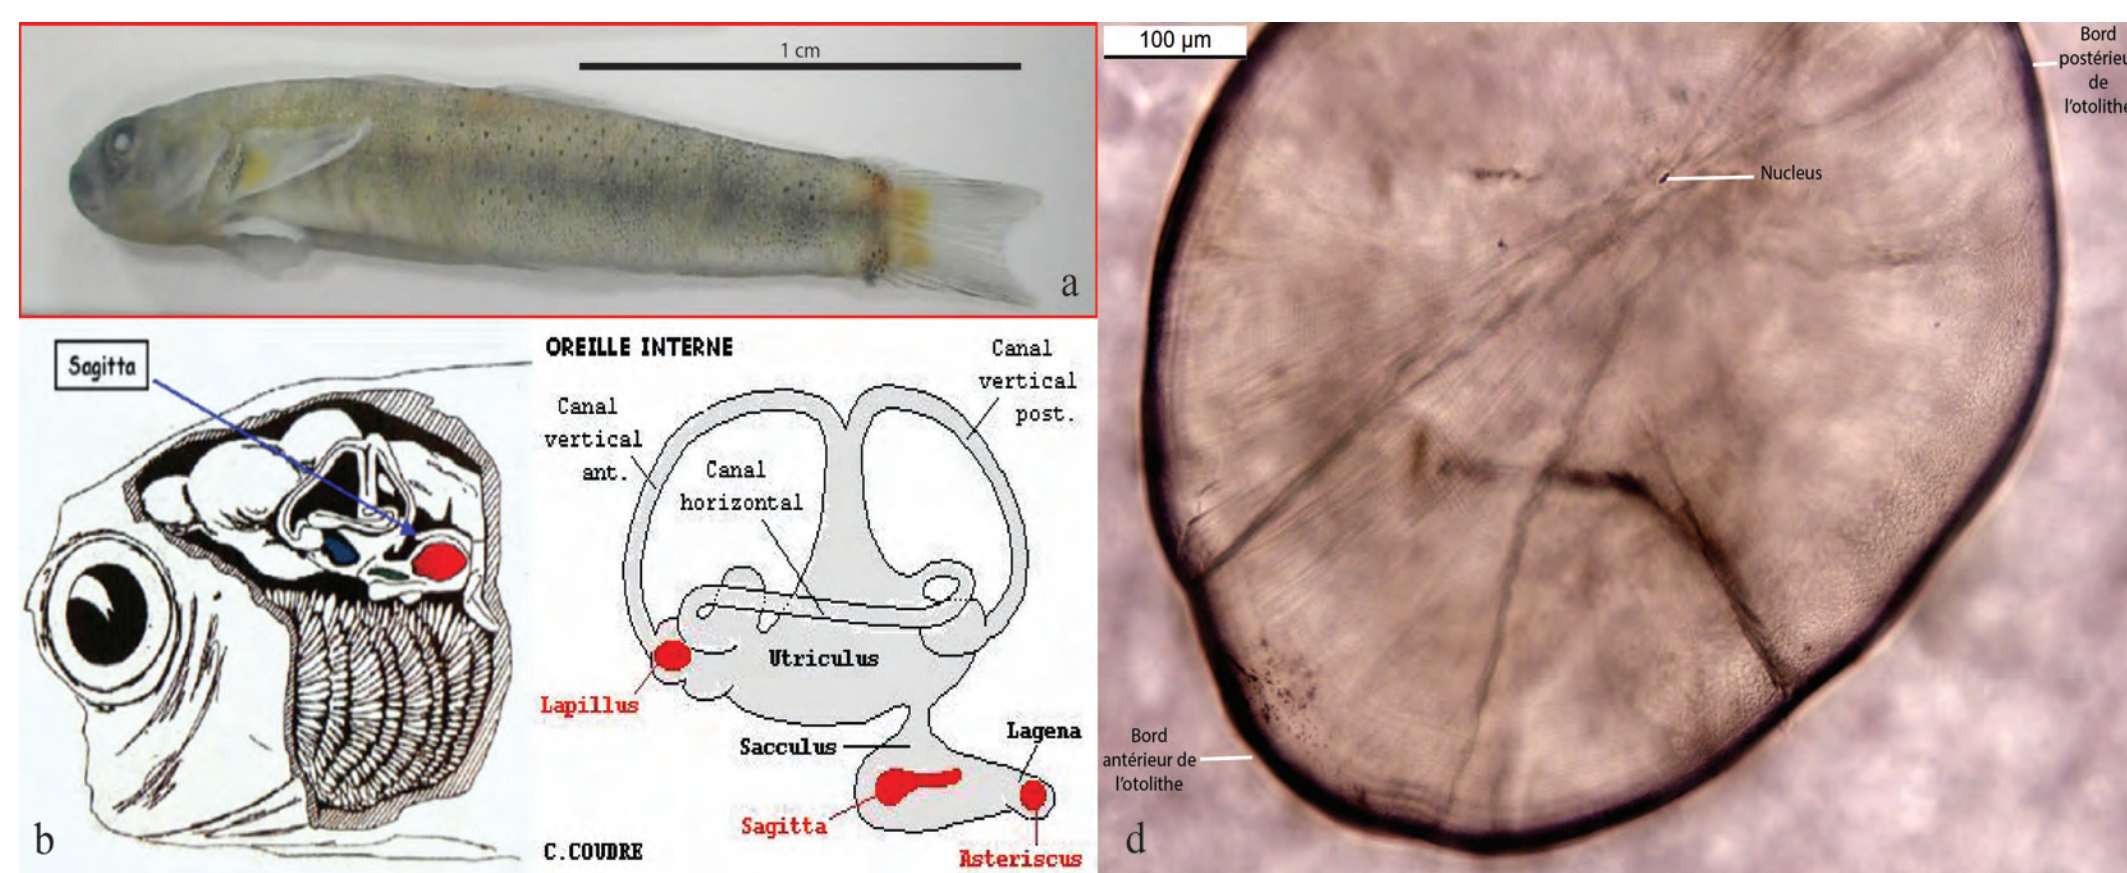 1 cm
a
Sagitta
b
OREILLE INTERNE
Canal
vertical
ant.
Canal
horizontal
Canal
vertical
post.
Utriculus
Lapillus
Sacculus
Lagena
Sagitta
Asteriscus
C.COUDRE
100 µm
Bord
de
Nucleus
Bord
antérieur de
l'otolithe
d